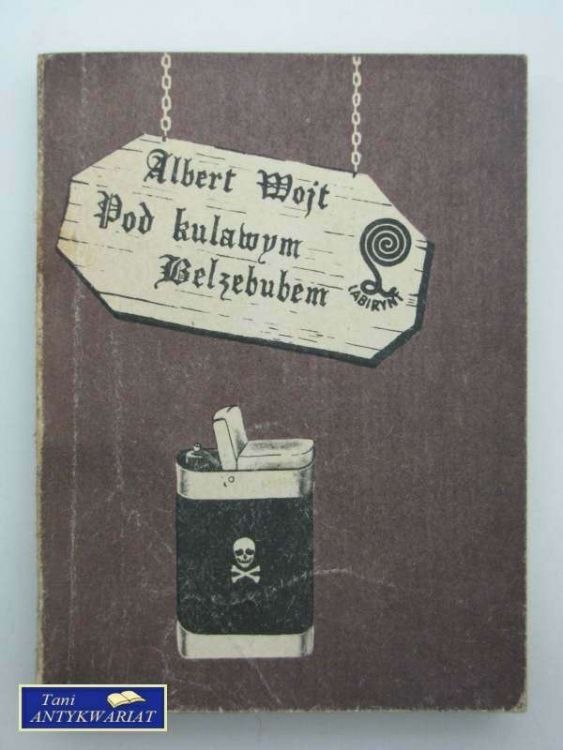 Albert Wojt
Pod kulawym
Belzebubem
LABIRYNT
Tani
ANTYKWARIAT